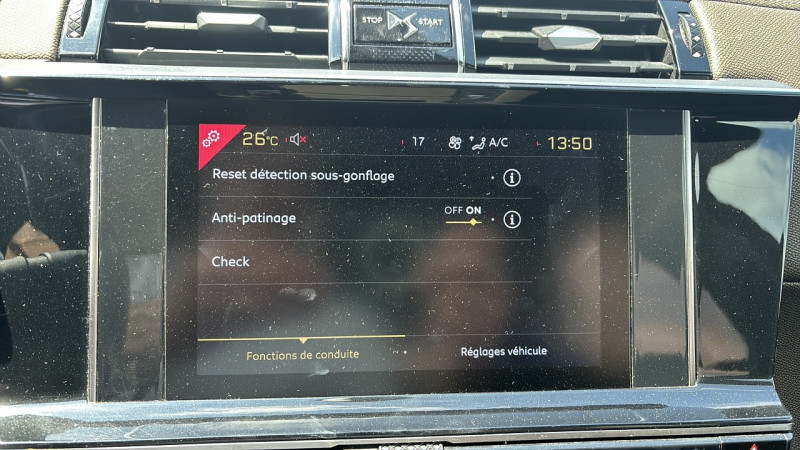 STOP START
26°C 17 A/C 13:50
Reset détection sous-gonflage
Anti-patinage OFF ON
Check
Fonctions de conduite Réglages véhicule